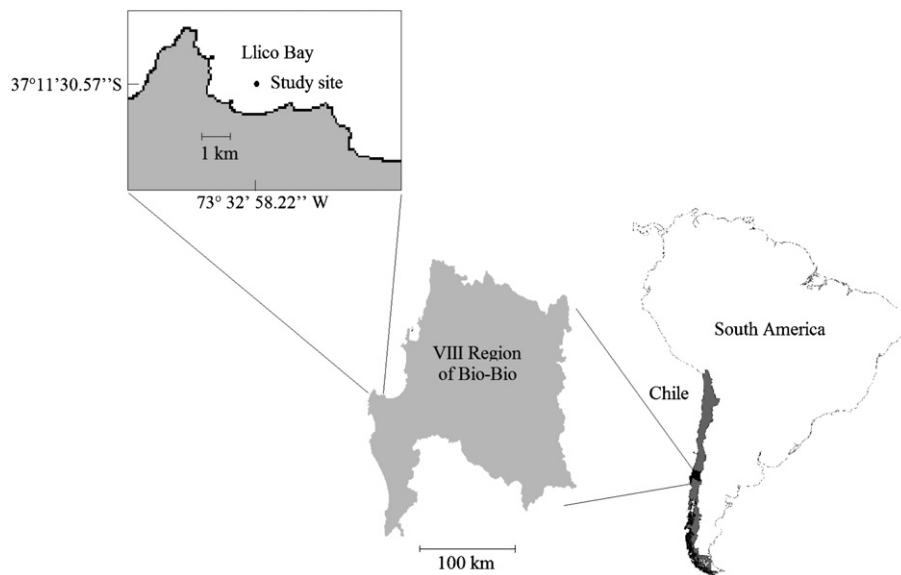 Llico Bay
37°11'30.57''S
Study site
1 km
73° 32' 58.22'' W
South America
VIII Region
of Bio-Bio
Chile
100 km